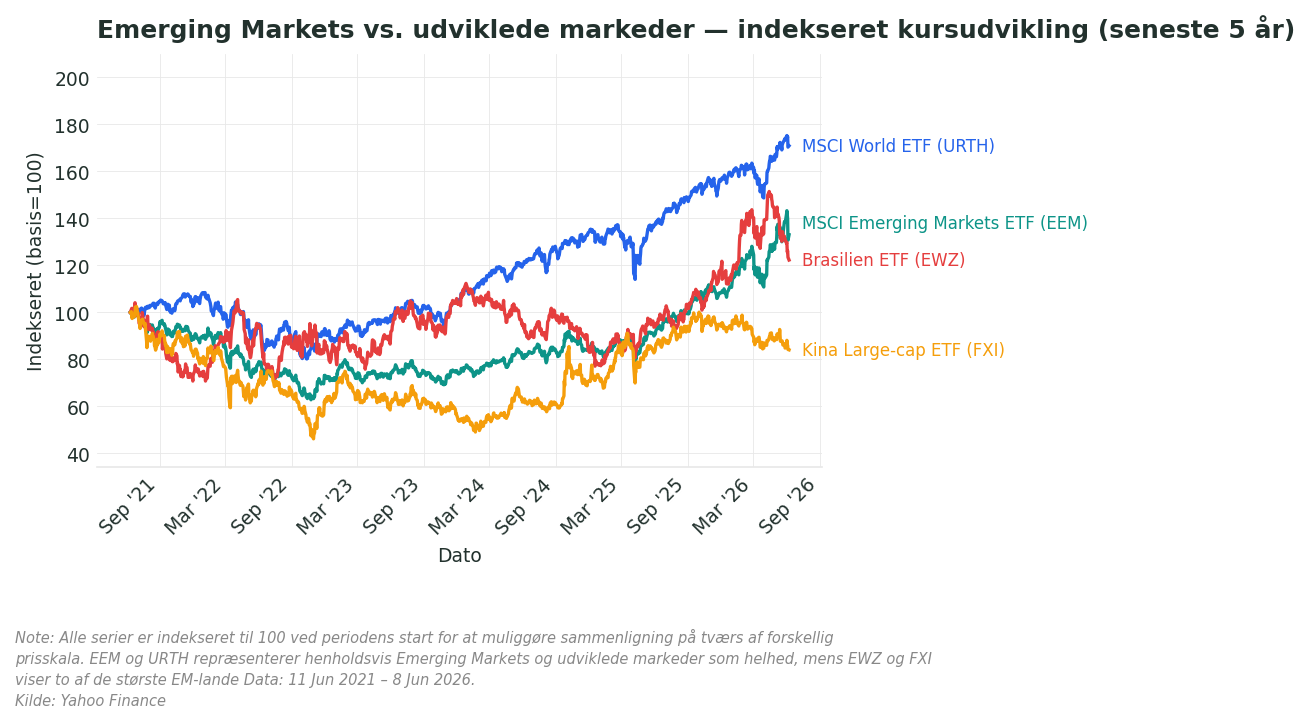 Emerging Markets vs. udviklede markeder — indekseret kursudvikling (seneste 5 år)
Indekseret (basis=100)
200
180
160
140
120
100
80
60
40
MSCI World ETF (URTH)
MSCI Emerging Markets ETF (EEM)
Brasilien ETF (EWZ)
Kina Large-cap ETF (FXI)
Sep '21
Mar '22
Sep '22
Mar '23
Sep '23
Mar '24
Sep '24
Mar '25
Sep '25
Mar '26
Sep '26
Dato
Note: Alle serier er indekseret til 100 ved periodens start for at muliggøre sammenligning på tværs af forskellig
prisskala. EEM og URTH repræsenterer henholdsvis Emerging Markets og udviklede markeder som helhed, mens EWZ og FXI
viser to af de største EM-lande Data: 11 Jun 2021 – 8 Jun 2026.
Kilde: Yahoo Finance